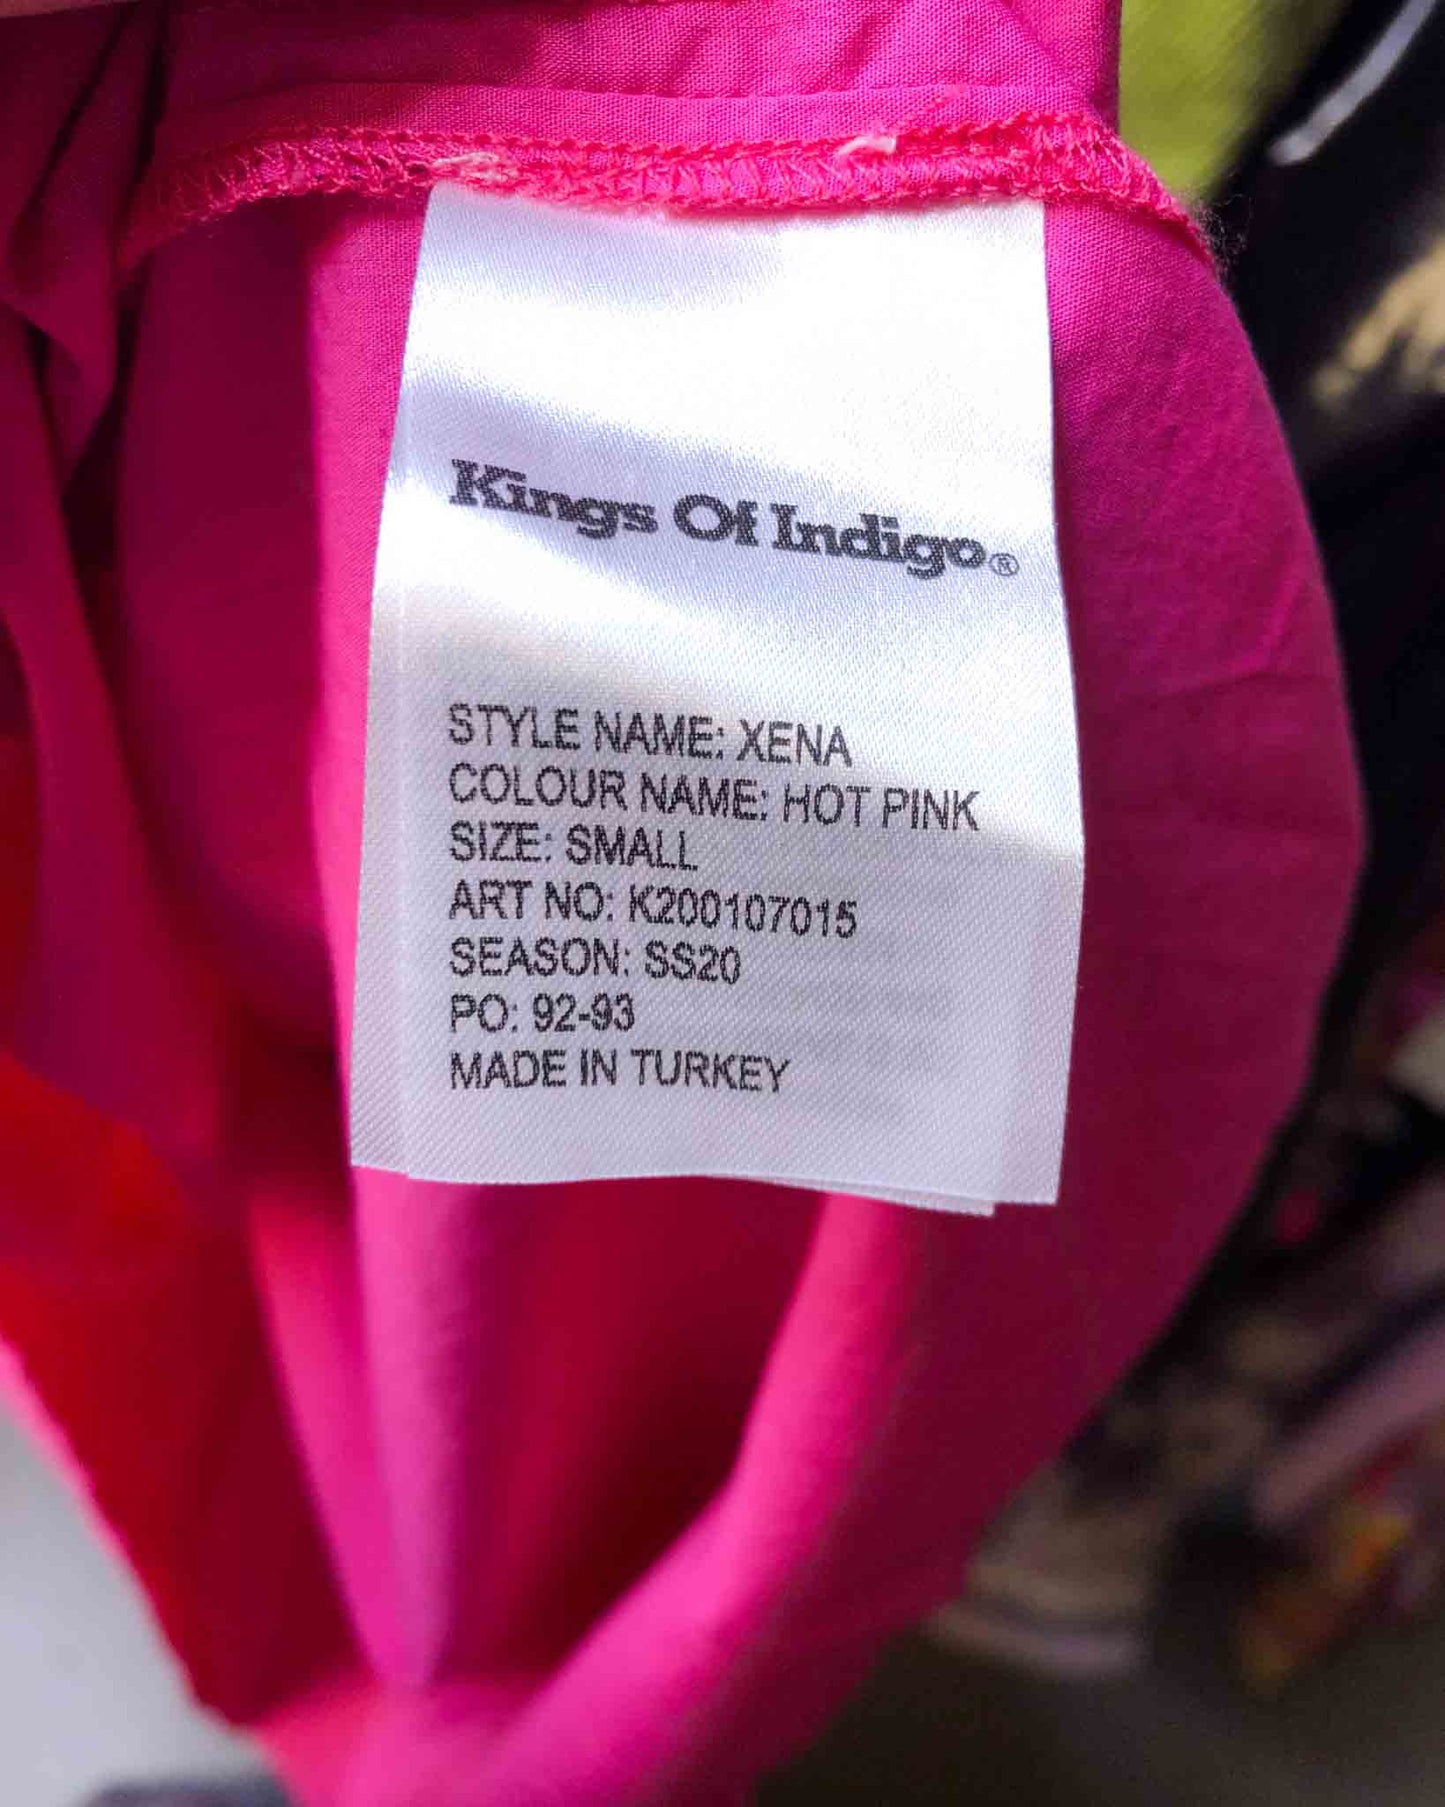 Kings Of Indigo®
STYLE NAME: XENA
COLOUR NAME: HOT PINK
SIZE: SMALL
ART NO: K200107015
SEASON: SS20
PO: 92-93
MADE IN TURKEY